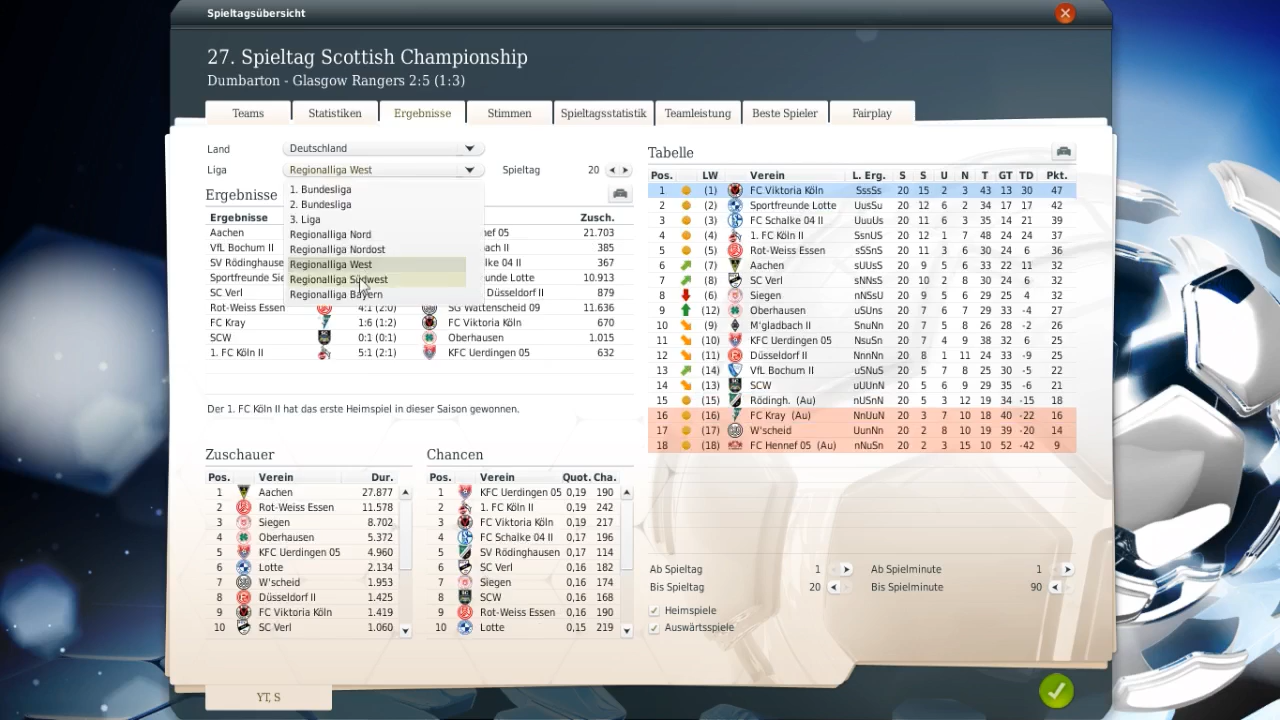 Spieltagsübersicht
27. Spieltag Scottish Championship
Dumbarton - Glasgow Rangers 2:5 (1:3)
Teams Statistiken Ergebnisse Stimmen Spieltagsstatistik Teamleistung Beste Spieler Fairplay
Land Deutschland
Liga Regionalliga West Spieltag 20
1. Bundesliga
2. Bundesliga
3. Liga
Regionalliga Nord
Regionalliga Nordost
Regionalliga West
Regionalliga Südwest
Regionalliga Bayern
Ergebnisse
Ergebnisse Zusch.
Aachen nef 05 21.703
VfL Bochum II ach II 385
SV Rödinghause lke 04 II 367
Sportfreunde Sie unde Lotte 10.913
SC Verl Düsseldorf II 879
Rot-Weiss Essen 4:1 (2:0) SG Wattenscheid 09 11.636
FC Kray 1:6 (1:2) FC Viktoria Köln 670
SCW 0:1 (0:1) Oberhausen 1.015
1. FC Köln II 5:1 (2:1) KFC Uerdingen 05 632
Der 1. FC Köln II hat das erste Heimspiel in dieser Saison gewonnen.
Zuschauer
Pos. Verein Dur.
1 Aachen 27.877
2 Rot-Weiss Essen 11.578
3 Siegen 8.702
4 Oberhausen 5.372
5 KFC Uerdingen 05 4.960
6 Lotte 2.134
7 W'scheid 1.953
8 Düsseldorf II 1.425
9 FC Viktoria Köln 1.419
10 SC Verl 1.060
Chancen
Pos. Verein Quot. Cha.
1 KFC Uerdingen 05 0,19 190
2 1. FC Köln II 0,19 242
3 FC Viktoria Köln 0,19 217
4 FC Schalke 04 II 0,17 196
5 SV Rödinghausen 0,17 114
6 SC Verl 0,16 182
7 Siegen 0,16 174
8 SCW 0,16 168
9 Rot-Weiss Essen 0,16 190
10 Lotte 0,15 219
Tabelle
Pos. LW Verein L. Erg. S S U N T GT TD Pkt.
1 (1) FC Viktoria Köln SssSs 20 15 2 3 43 13 30 47
2 (2) Sportfreunde Lotte UusSu 20 12 6 2 34 17 17 42
3 (3) FC Schalke 04 II UuuUs 20 11 6 3 35 14 21 39
4 (4) 1. FC Köln II SsnUS 20 12 1 7 48 24 24 37
5 (5) Rot-Weiss Essen sSSnS 20 11 3 6 30 24 6 36
6 (7) Aachen sUUsS 20 9 5 6 33 22 11 32
7 (8) SC Verl sNNsS 20 10 2 8 30 24 6 32
8 (6) Siegen nNSsU 20 9 5 6 29 25 4 32
9 (12) Oberhausen uSUns 20 7 6 7 29 33 -4 27
10 (9) M'gladbach II SnuNn 20 7 5 8 26 28 -2 26
11 (10) KFC Uerdingen 05 NsuSn 20 7 4 9 38 32 6 25
12 (11) Düsseldorf II NnnNn 20 8 1 11 24 33 -9 25
13 (14) VfL Bochum II uSNuS 20 5 7 8 25 30 -5 22
14 (13) SCW uUUnN 20 5 6 9 29 35 -6 21
15 (15) Rödingh. (Au) nUSnN 20 5 3 12 19 34 -15 18
16 (16) FC Kray (Au) NnUuN 20 3 7 10 18 40 -22 16
17 (17) W'scheid UunNn 20 2 8 10 19 39 -20 14
18 (18) FC Hennef 05 (Au) nNuSn 20 2 3 15 10 52 -42 9
Ab Spieltag 1 Ab Spielminute 1
Bis Spieltag 20 Bis Spielminute 90
Heimspiele
Auswärtsspiele
YT, S